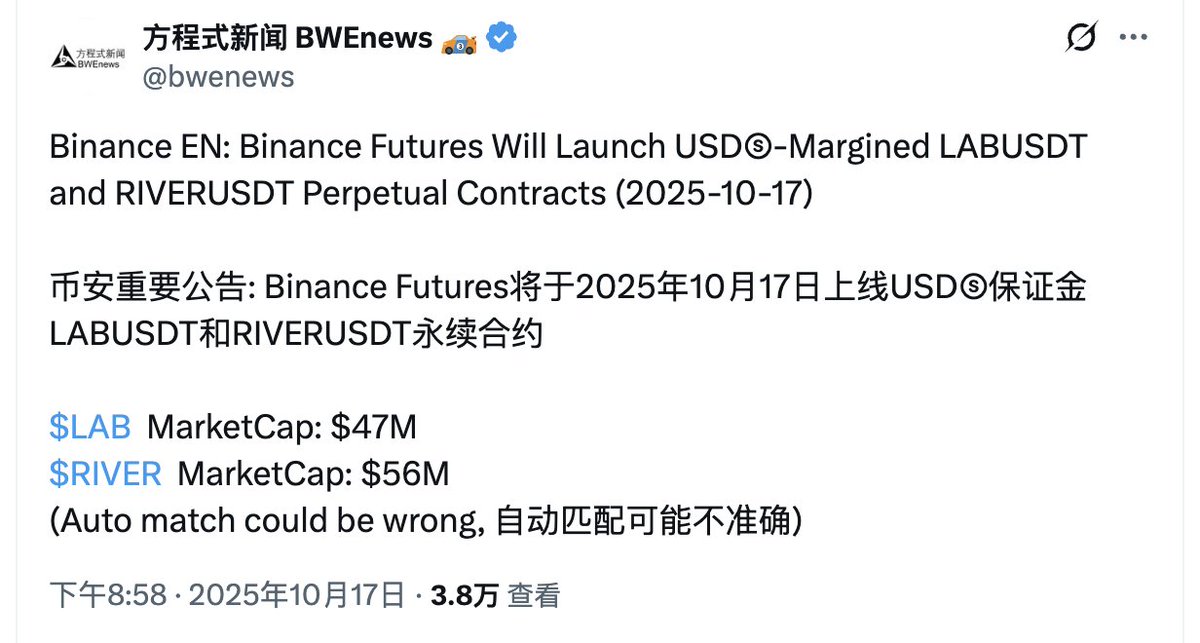 方程式新闻 BWEnews
方程式新闻
BWEnews
@bwenews
Binance EN: Binance Futures Will Launch USDⓢ-Margined LABUSDT
and RIVERUSDT Perpetual Contracts (2025-10-17)
币安重要公告: Binance Futures将于2025年10月17日上线USDⓢ保证金
LABUSDT和RIVERUSDT永续合约
$LAB MarketCap: $47M
$RIVER MarketCap: $56M
(Auto match could be wrong, 自动匹配可能不准确)
下午8:58 · 2025年10月17日 · 3.8万 查看